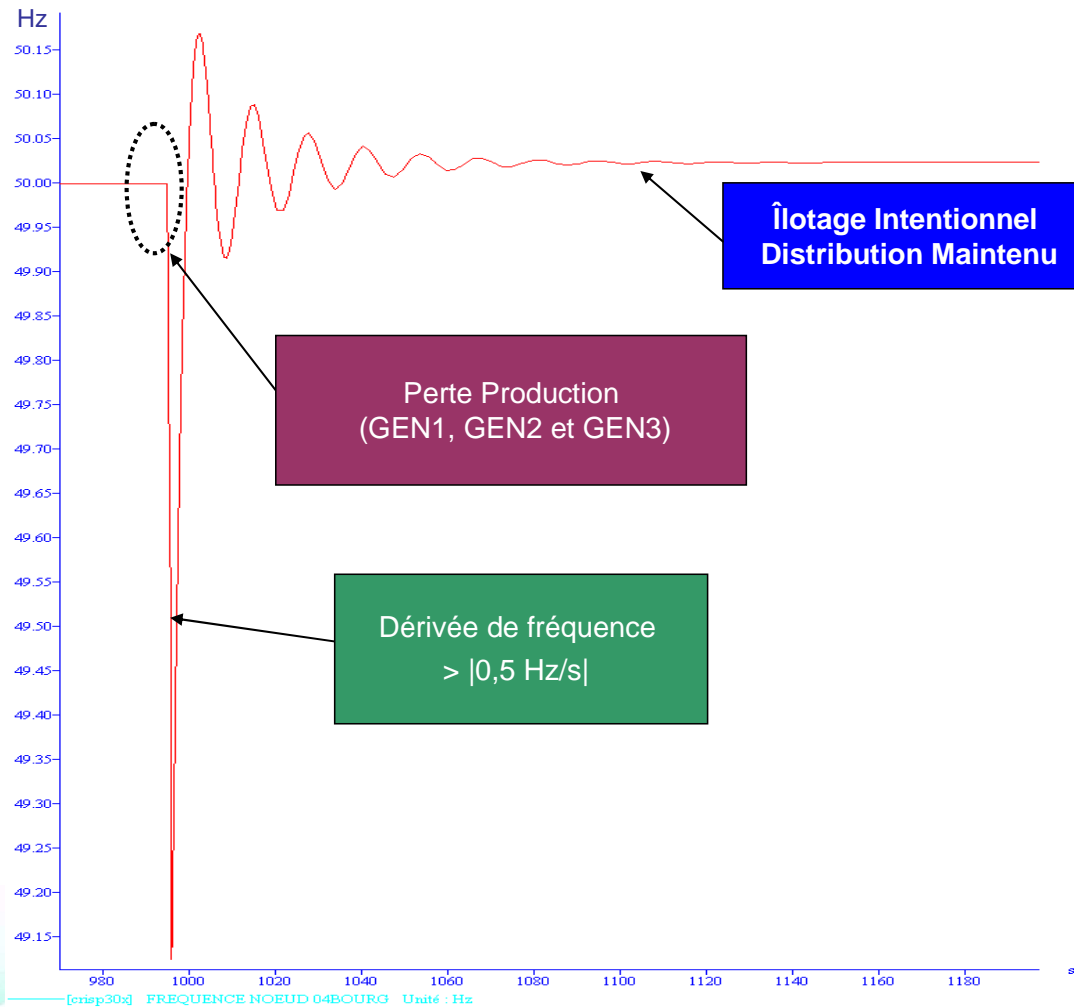 Hz
50.15
50.10
50.05
50.00
49.95
49.90
49.85
49.80
49.75
49.70
49.65
49.60
49.55
49.50
49.45
49.40
49.35
49.30
49.25
49.20
49.15
Îlotage Intentionnel
Distribution Maintenu
Perte Production
(GEN1, GEN2 et GEN3)
Dérivée de fréquence
> |0,5 Hz/s|
980 1000 1020 1040 1060 1080 1100 1120 1140 1160 1180 s
[crisp30x] FREQUENCE NOEUD 04BOURG Unité : Hz